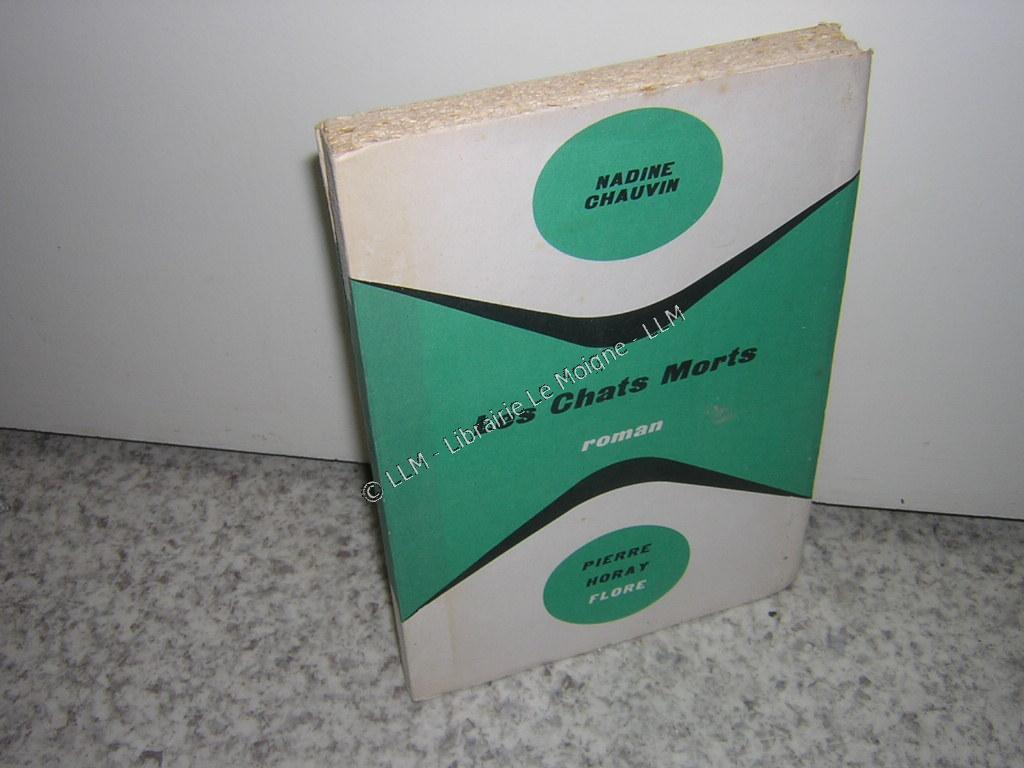 NADINE
CHAUVIN
Les Chats Morts
roman
PIERRE
HORAY
FLORE
© LLM - Librairie Le Moigne - LLM